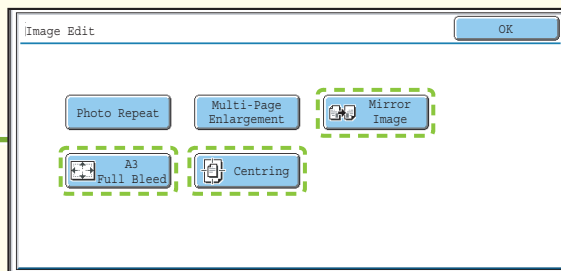 Image Edit
OK
Photo Repeat
Multi-Page
Enlargement
Mirror
Image
A3
Full Bleed
Centring